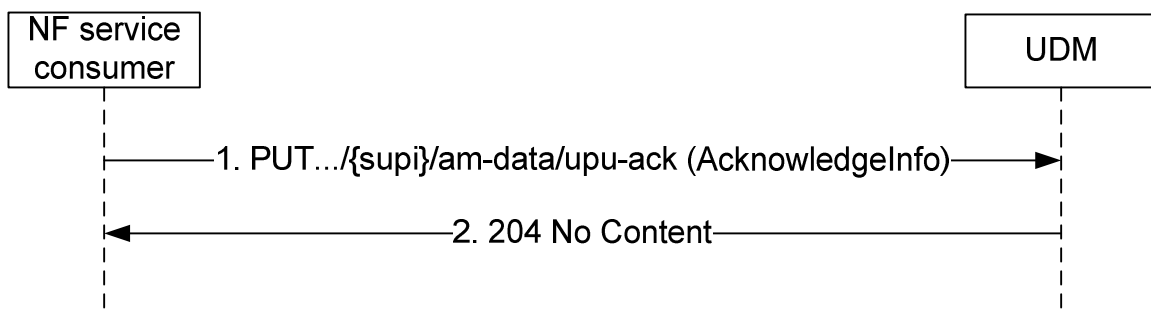 NF service
consumer
UDM
1. PUT.../{supi}/am-data/upu-ack (AcknowledgeInfo)
2. 204 No Content